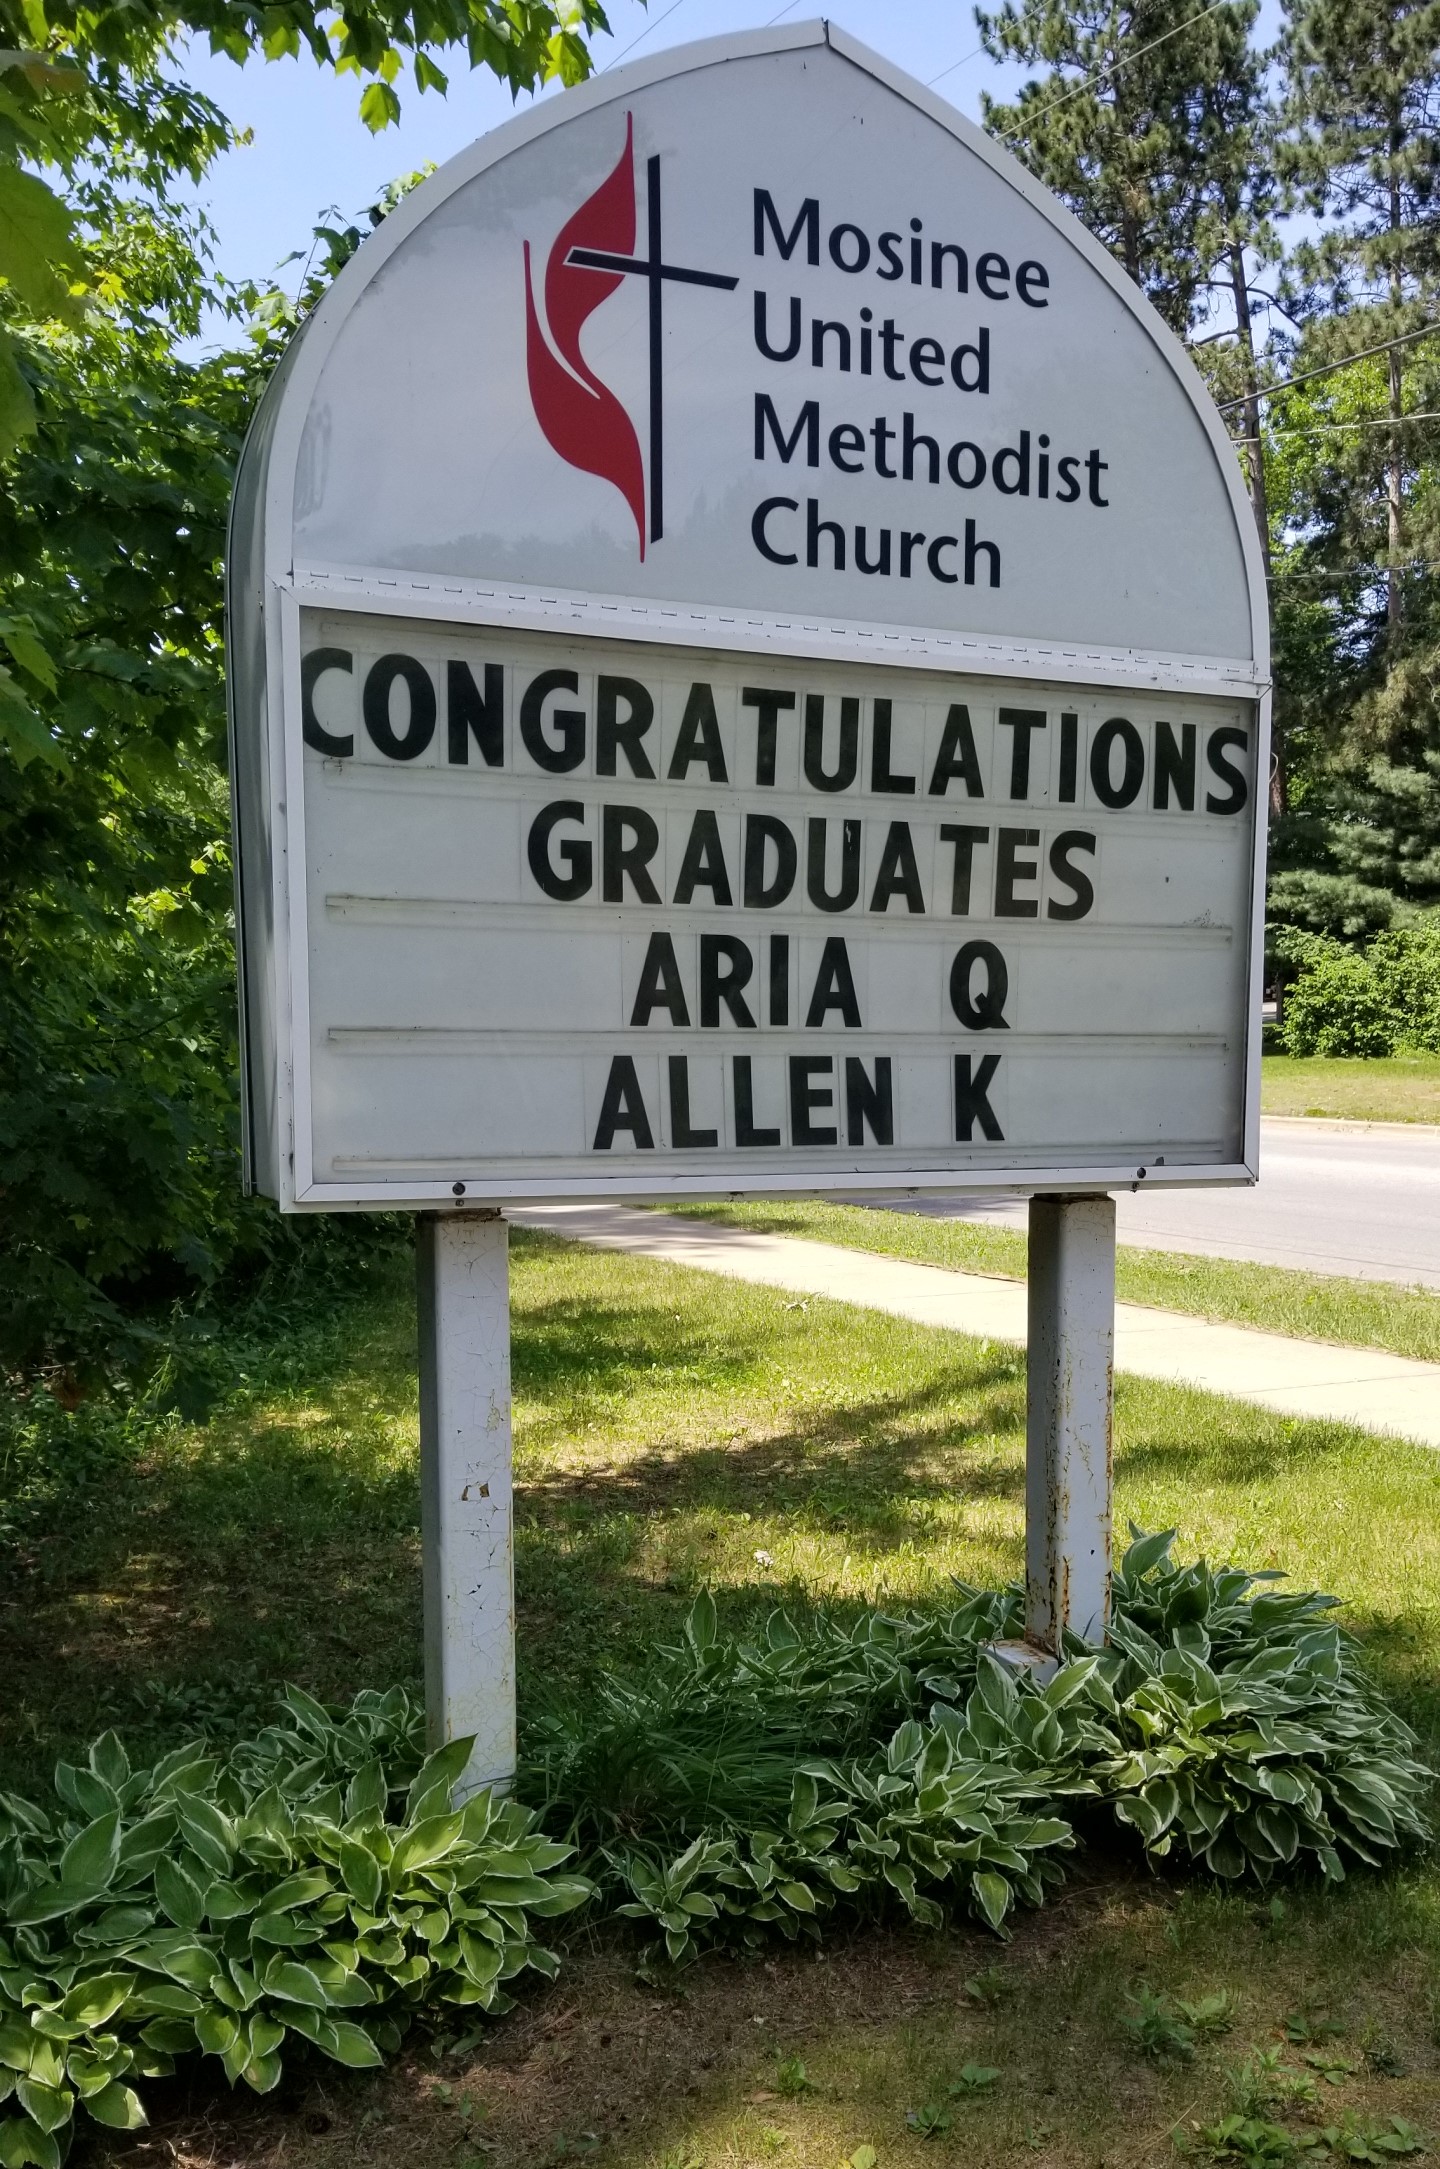 Mosinee
United
Methodist
Church
CONGRATULATIONS
GRADUATES
ARIA Q
ALLEN K